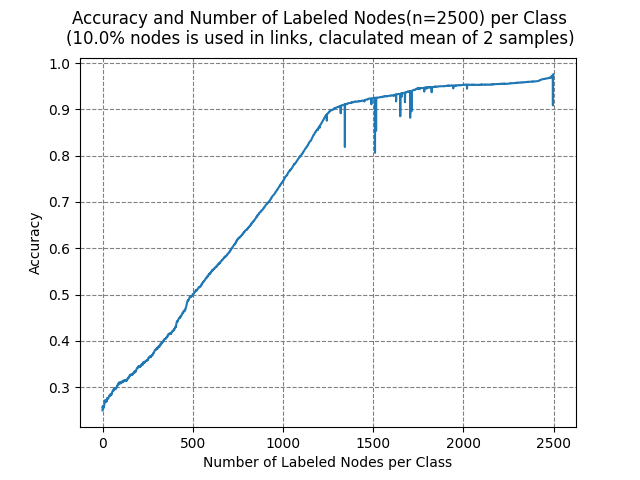 Accuracy and Number of Labeled Nodes(n=2500) per Class
(10.0% nodes is used in links, claculated mean of 2 samples)
1.0
0.9
0.8
0.7
0.6
0.5
0.4
0.3
Accuracy
0 500 1000 1500 2000 2500
Number of Labeled Nodes per Class